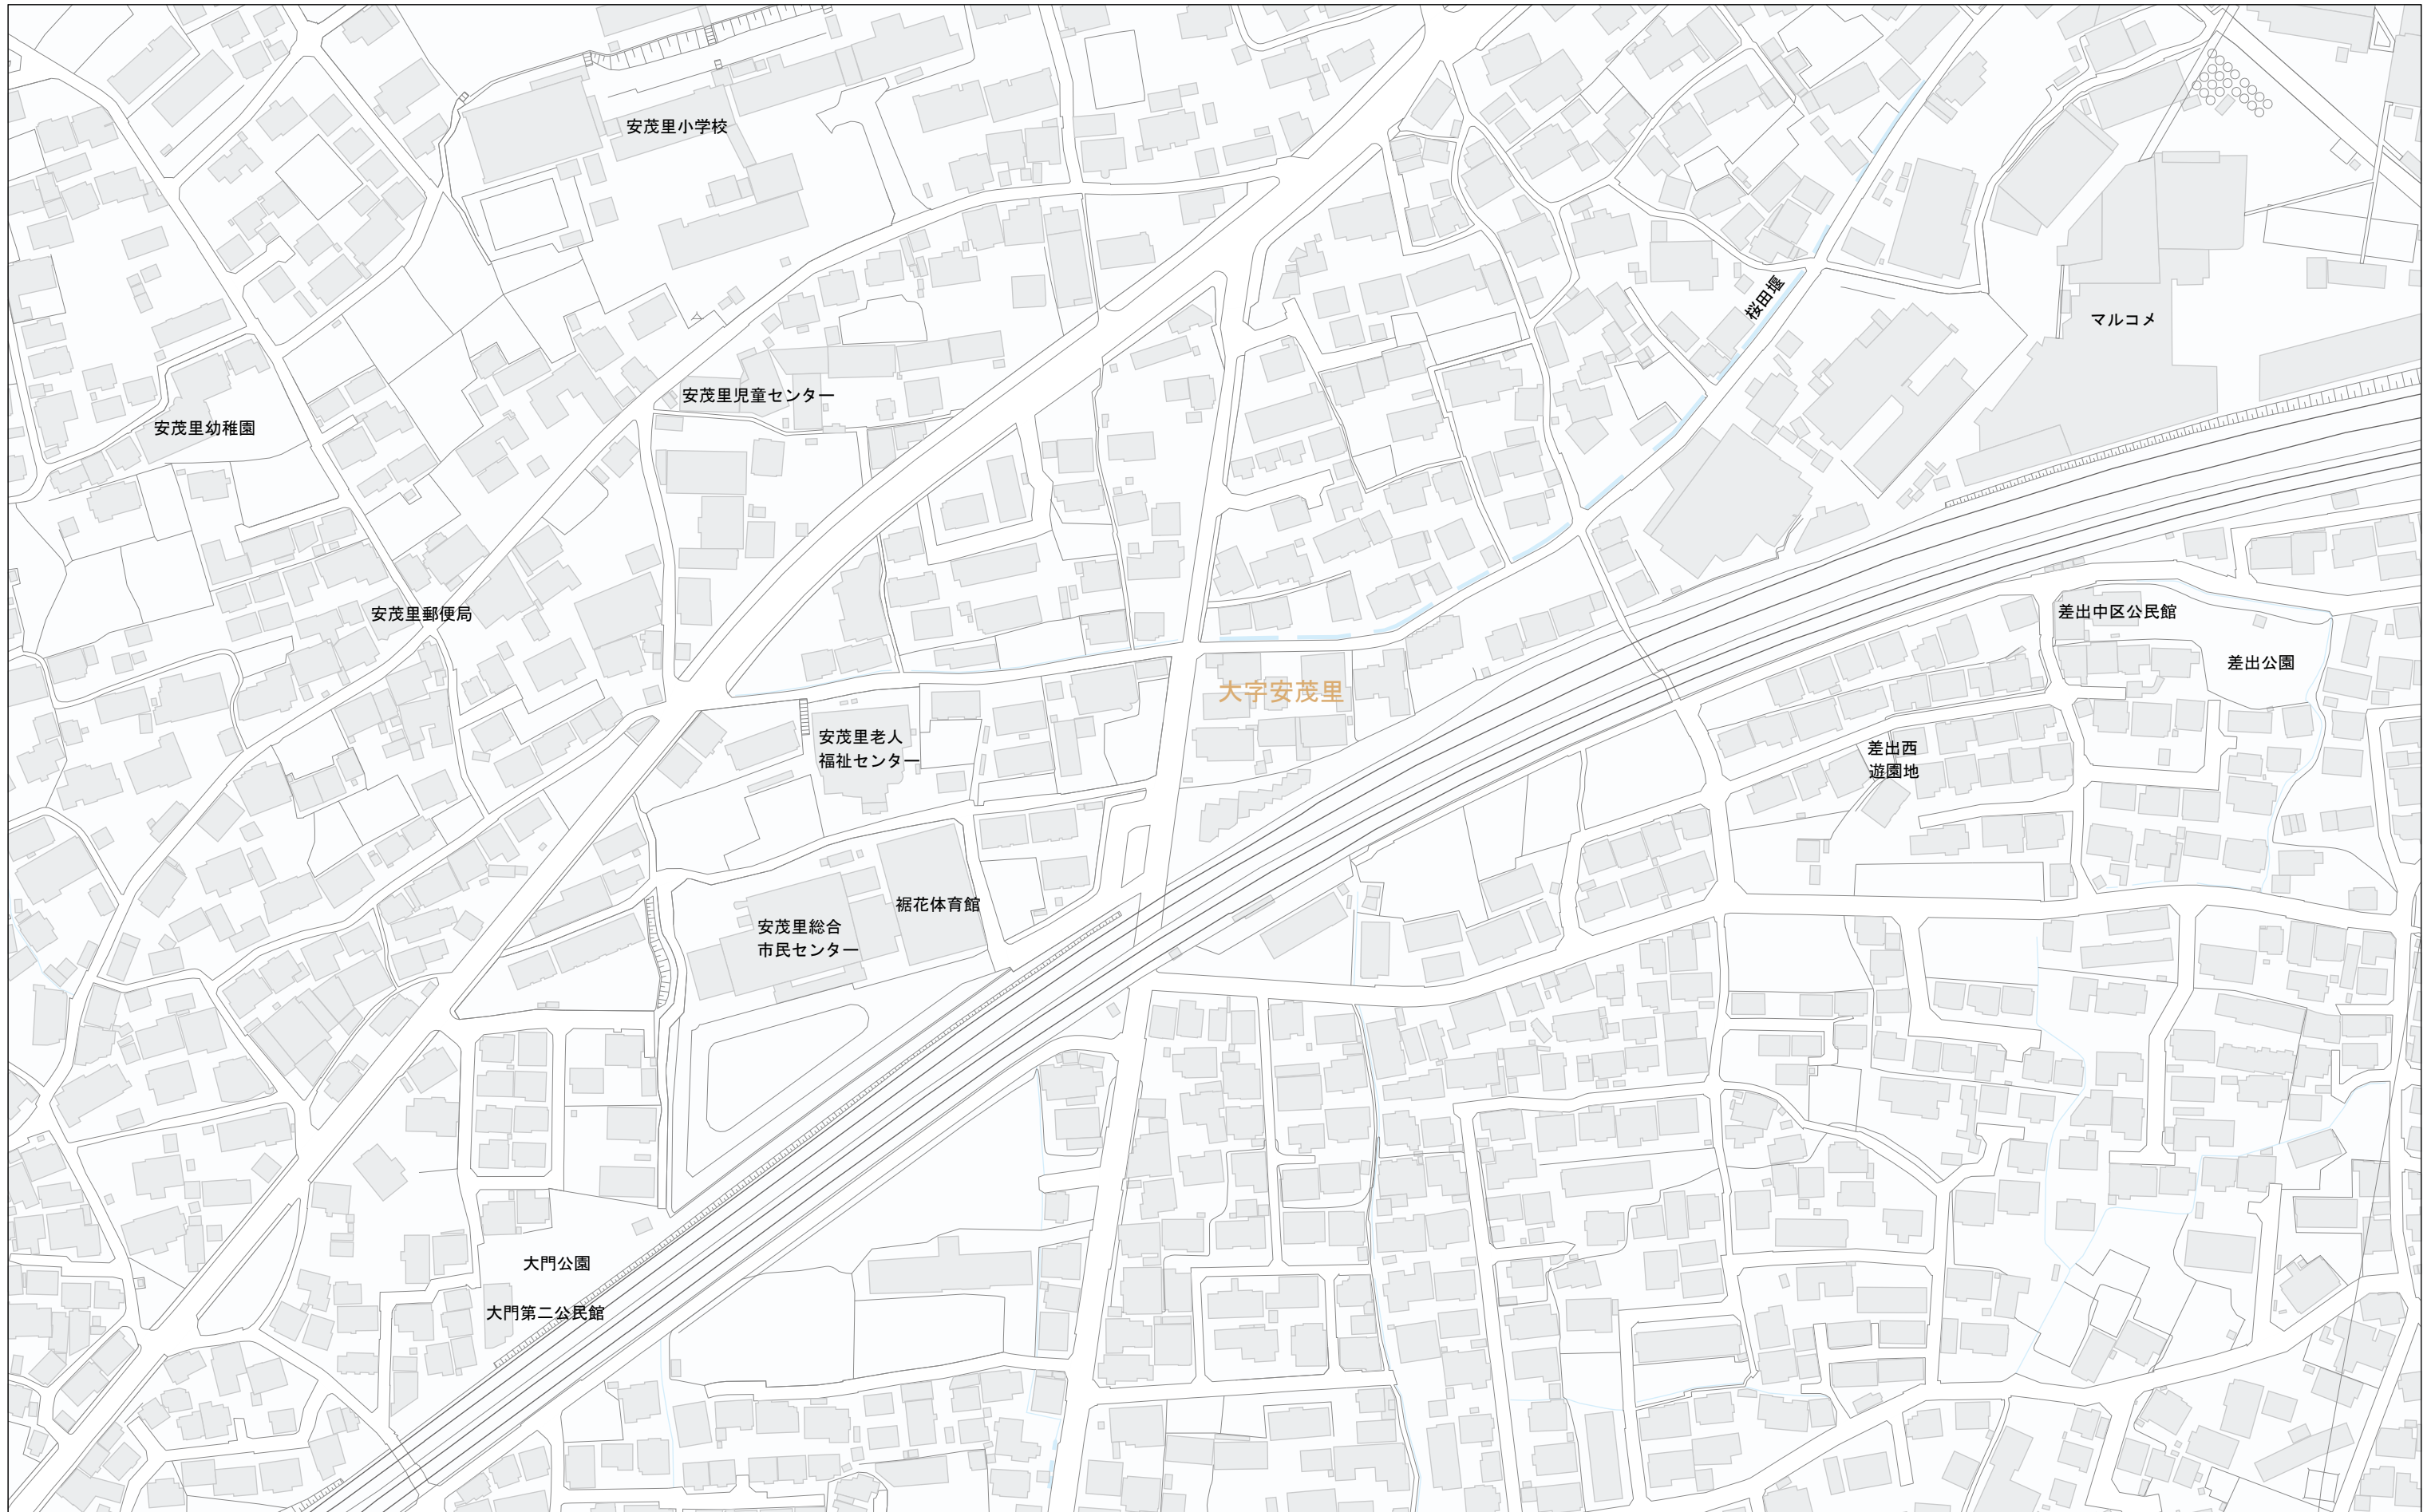 安茂里小学校
桜田堰
マルコメ
安茂里児童センター
安茂里幼稚園
安茂里郵便局
差出中区公民館
差出公園
大字安茂里
安茂里老人
福祉センター
差出西
遊園地
裾花体育館
安茂里総合
市民センター
大門公園
大門第二公民館